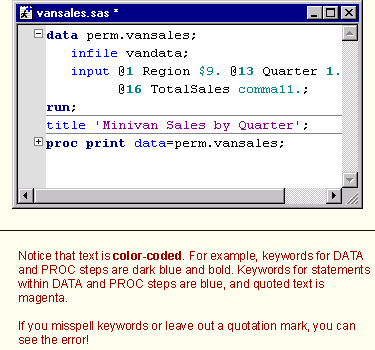 vansales.sas *
data perm.vansales;
infile vandata;
input @1 Region $9. @13 Quarter 1.
@16 TotalSales comma11.;
run;
title 'Minivan Sales by Quarter';
proc print data=perm.vansales;
Notice that text is color-coded. For example, keywords for DATA
and PROC steps are dark blue and bold. Keywords for statements
within DATA and PROC steps are blue, and quoted text is
magenta.
If you misspell keywords or leave out a quotation mark, you can
see the error!